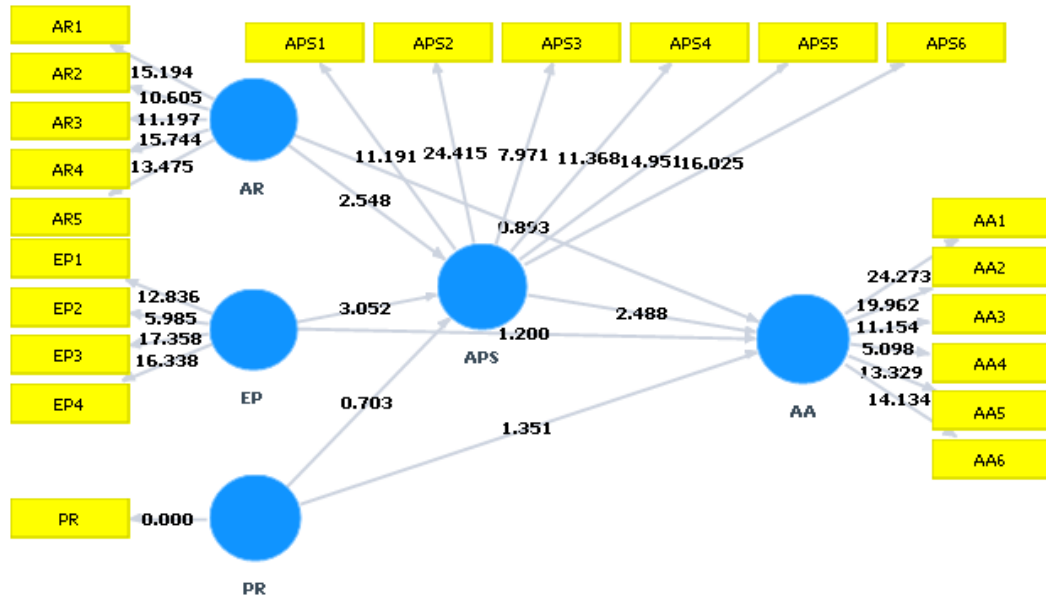 AR1
AR2
AR3
AR4
AR5
15.194
10.605
11.197
15.744
13.475
AR
APS1
APS2
APS3
APS4
APS5
APS6
11.191
24.415
7.971
11.368
14.951
16.025
2.548
0.893
EP1
EP2
EP3
EP4
12.836
5.985
17.358
16.338
EP
3.052
APS
2.488
1.200
AA
AA1
AA2
AA3
AA4
AA5
AA6
24.273
19.962
11.154
5.098
13.329
14.134
0.703
1.351
PR
0.000
PR